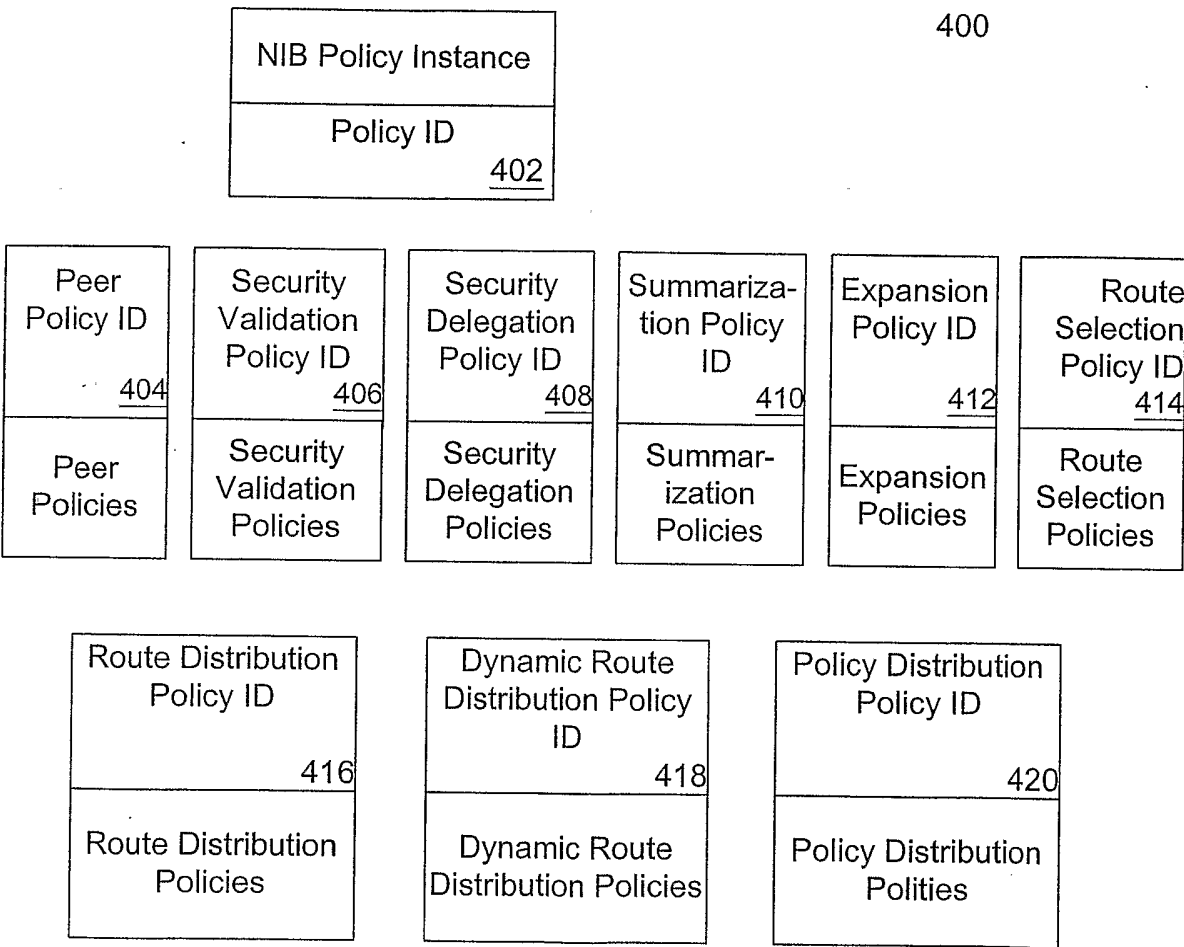 400
NIB Policy Instance
Policy ID
402
Peer
Policy ID
404
Peer
Policies
Security
Validation
Policy ID
406
Security
Validation
Policies
Security
Delegation
Policy ID
408
Security
Delegation
Policies
Summariza-
tion Policy
ID
410
Summar-
ization
Policies
Expansion
Policy ID
412
Expansion
Policies
Route
Selection
Policy ID
414
Route
Selection
Policies
Route Distribution
Policy ID
416
Route Distribution
Policies
Dynamic Route
Distribution Policy
ID
418
Dynamic Route
Distribution Policies
Policy Distribution
Policy ID
420
Policy Distribution
Polities